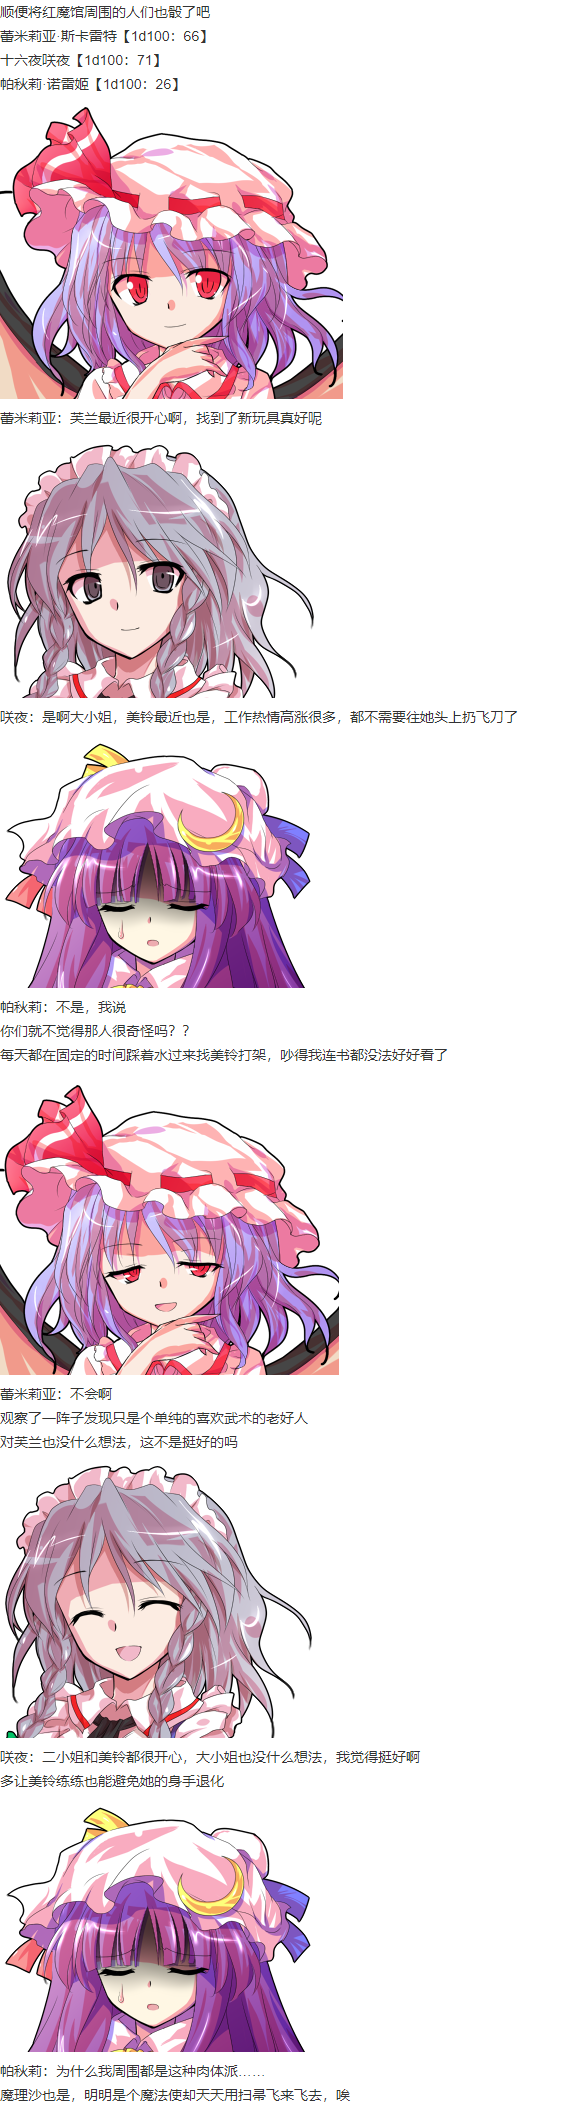 顺便将红魔馆周围的人们也骰了吧
蕾米莉亚·斯卡雷特【1d100：66】
十六夜咲夜【1d100：71】
帕秋莉·诺雷姬【1d100：26】
蕾米莉亚：芙兰最近很开心啊，找到了新玩具真好呢
咲夜：是啊大小姐，美铃最近也是，工作热情高涨很多，都不需要往她头上扔飞刀了
帕秋莉：不是，我说
你们就不觉得那人很奇怪吗？？
每天都在固定的时间踩着水过来找美铃打架，吵得我连书都没法好好看了
蕾米莉亚：不会啊
观察了一阵子发现只是个单纯的喜欢武术的老好人
对芙兰也没什么想法，这不是挺好的吗
咲夜：二小姐和美铃都很开心，大小姐也没什么想法，我觉得挺好啊
多让美铃练练也能避免她的身手退化
帕秋莉：为什么我周围都是这种肉体派……
魔理沙也是，明明是个魔法使却天天用扫帚飞来飞去，唉